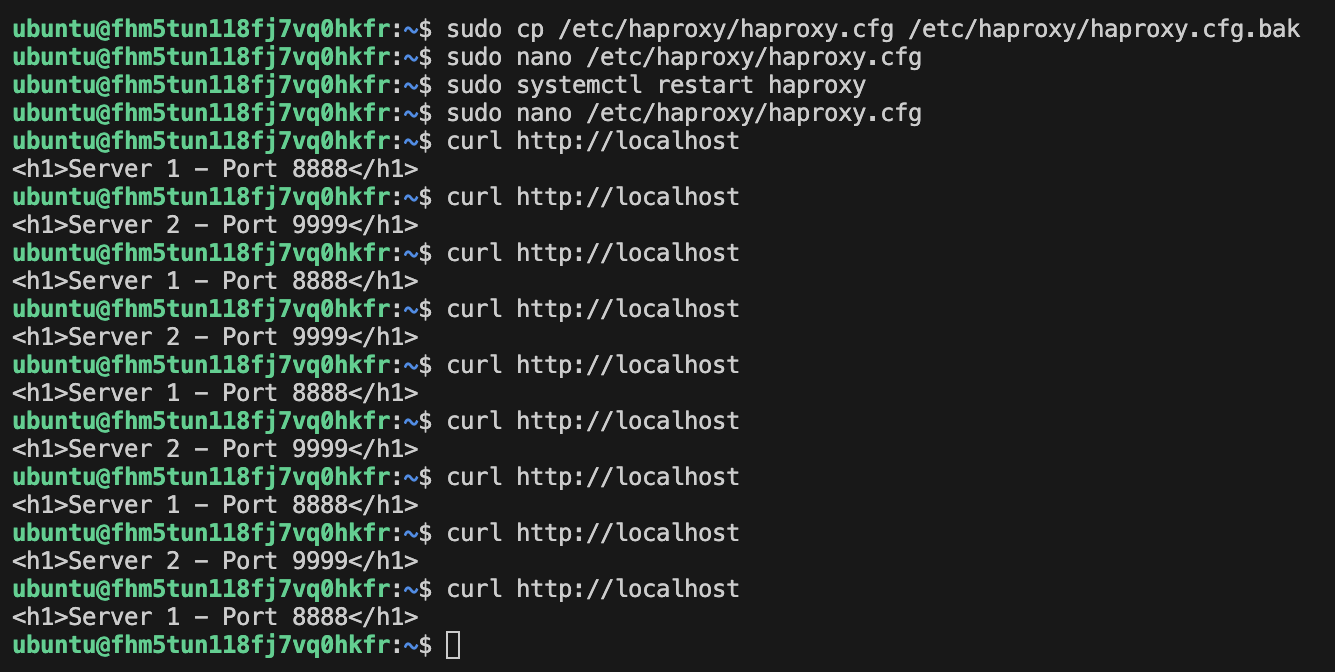 ubuntu@fhm5tun118fj7vq0hkfr:~$ sudo cp /etc/haproxy/haproxy.cfg /etc/haproxy/haproxy.cfg.bak
ubuntu@fhm5tun118fj7vq0hkfr:~$ sudo nano /etc/haproxy/haproxy.cfg
ubuntu@fhm5tun118fj7vq0hkfr:~$ sudo systemctl restart haproxy
ubuntu@fhm5tun118fj7vq0hkfr:~$ sudo nano /etc/haproxy/haproxy.cfg
ubuntu@fhm5tun118fj7vq0hkfr:~$ curl http://localhost
<h1>Server 1 – Port 8888</h1>
ubuntu@fhm5tun118fj7vq0hkfr:~$ curl http://localhost
<h1>Server 2 – Port 9999</h1>
ubuntu@fhm5tun118fj7vq0hkfr:~$ curl http://localhost
<h1>Server 1 – Port 8888</h1>
ubuntu@fhm5tun118fj7vq0hkfr:~$ curl http://localhost
<h1>Server 2 – Port 9999</h1>
ubuntu@fhm5tun118fj7vq0hkfr:~$ curl http://localhost
<h1>Server 1 – Port 8888</h1>
ubuntu@fhm5tun118fj7vq0hkfr:~$ curl http://localhost
<h1>Server 2 – Port 9999</h1>
ubuntu@fhm5tun118fj7vq0hkfr:~$ curl http://localhost
<h1>Server 1 – Port 8888</h1>
ubuntu@fhm5tun118fj7vq0hkfr:~$ curl http://localhost
<h1>Server 2 – Port 9999</h1>
ubuntu@fhm5tun118fj7vq0hkfr:~$ curl http://localhost
<h1>Server 1 – Port 8888</h1>
ubuntu@fhm5tun118fj7vq0hkfr:~$